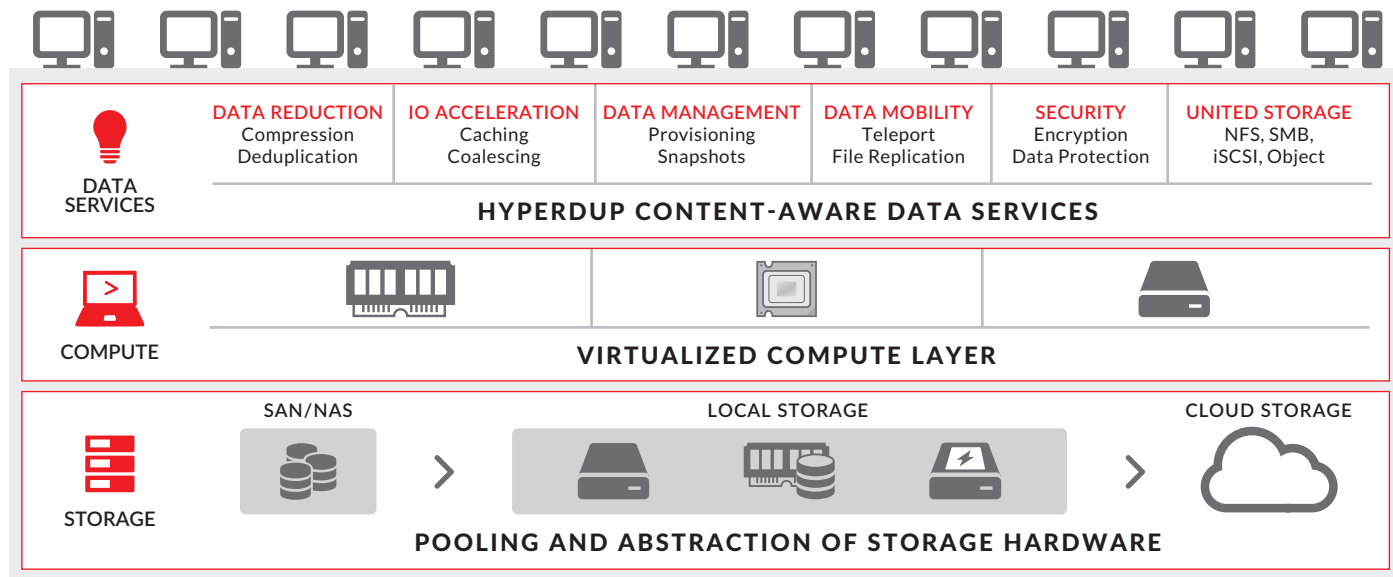 DATA REDUCTION
Compression
Deduplication
IO ACCELERATION
Caching
Coalescing
DATA MANAGEMENT
Provisioning
Snapshots
DATA MOBILITY
Teleport
File Replication
SECURITY
Encryption
Data Protection
UNITED STORAGE
NFS, SMB,
iSCSI, Object
DATA
SERVICES
HYPERDUP CONTENT-AWARE DATA SERVICES
>
COMPUTE
VIRTUALIZED COMPUTE LAYER
SAN/NAS
LOCAL STORAGE
CLOUD STORAGE
STORAGE
POOLING AND ABSTRACTION OF STORAGE HARDWARE